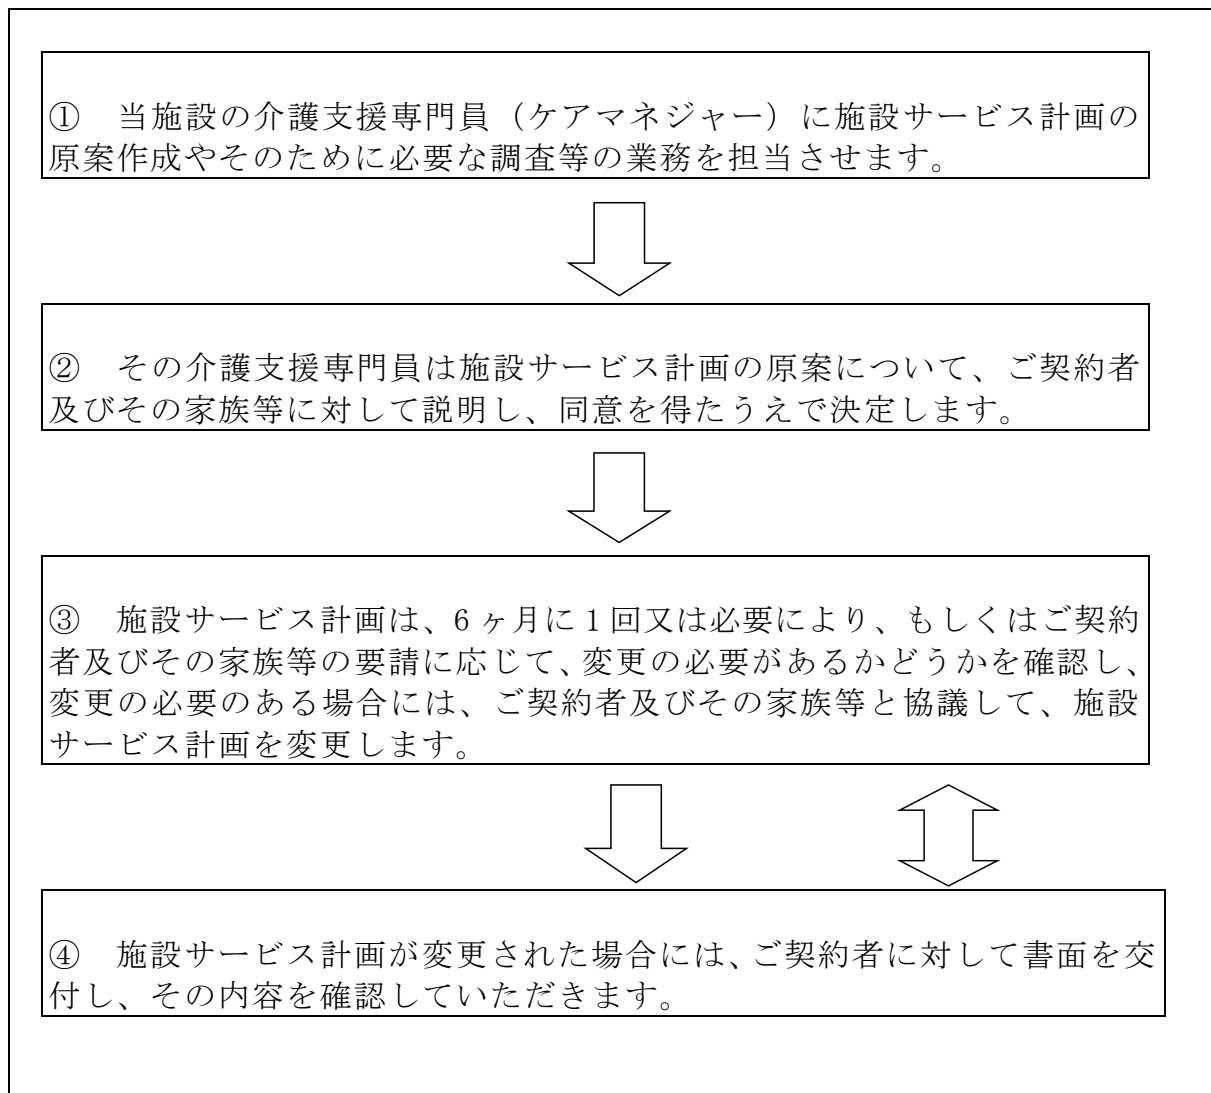 ① 当施設の介護支援専門員（ケアマネジャー）に施設サービス計画の
原案作成やそのために必要な調査等の業務を担当させます。
② その介護支援専門員は施設サービス計画の原案について、ご契約者
及びその家族等に対して説明し、同意を得たうえで決定します。
③ 施設サービス計画は、6ヶ月に1回又は必要により、もしくはご契約
者及びその家族等の要請に応じて、変更の必要があるかどうかを確認し、
変更の必要のある場合には、ご契約者及びその家族等と協議して、施設
サービス計画を変更します。
④ 施設サービス計画が変更された場合には、ご契約者に対して書面を交
付し、その内容を確認していただきます。